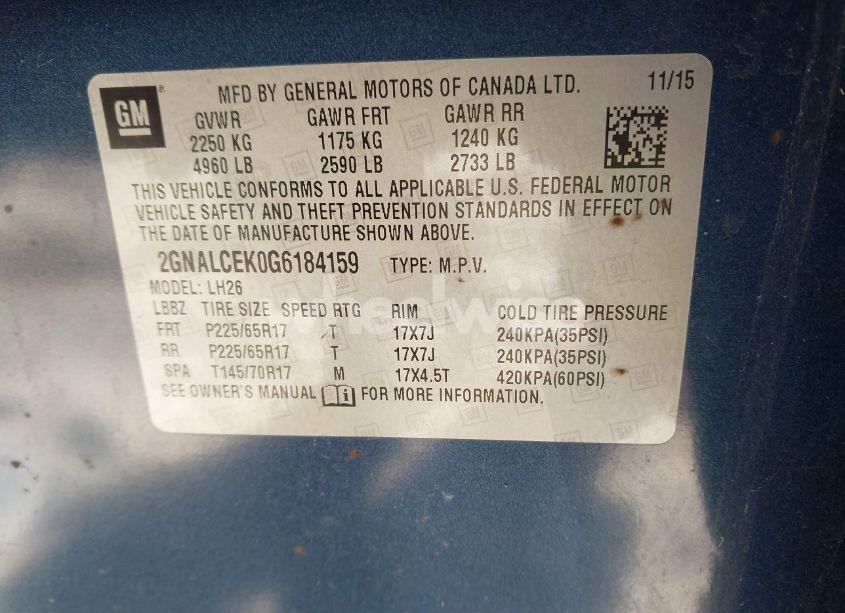 GM
MFD BY GENERAL MOTORS OF CANADA LTD. 11/15
GVWR GAWR FRT GAWR RR
2250 KG 1175 KG 1240 KG
4960 LB 2590 LB 2733 LB
THIS VEHICLE CONFORMS TO ALL APPLICABLE U.S. FEDERAL MOTOR
VEHICLE SAFETY AND THEFT PREVENTION STANDARDS IN EFFECT ON
THE DATE OF MANUFACTURE SHOWN ABOVE.
2GNALCEK0G6184159 TYPE: M.P.V.
MODEL: LH26
LBBZ TIRE SIZE SPEED RTG RIM COLD TIRE PRESSURE
FRT P225/65R17 T 17X7J 240KPA(35PSI)
RR P225/65R17 T 17X7J 240KPA(35PSI)
SPA T145/70R17 M 17X4.5T 420KPA(60PSI)
SEE OWNER'S MANUAL FOR MORE INFORMATION.